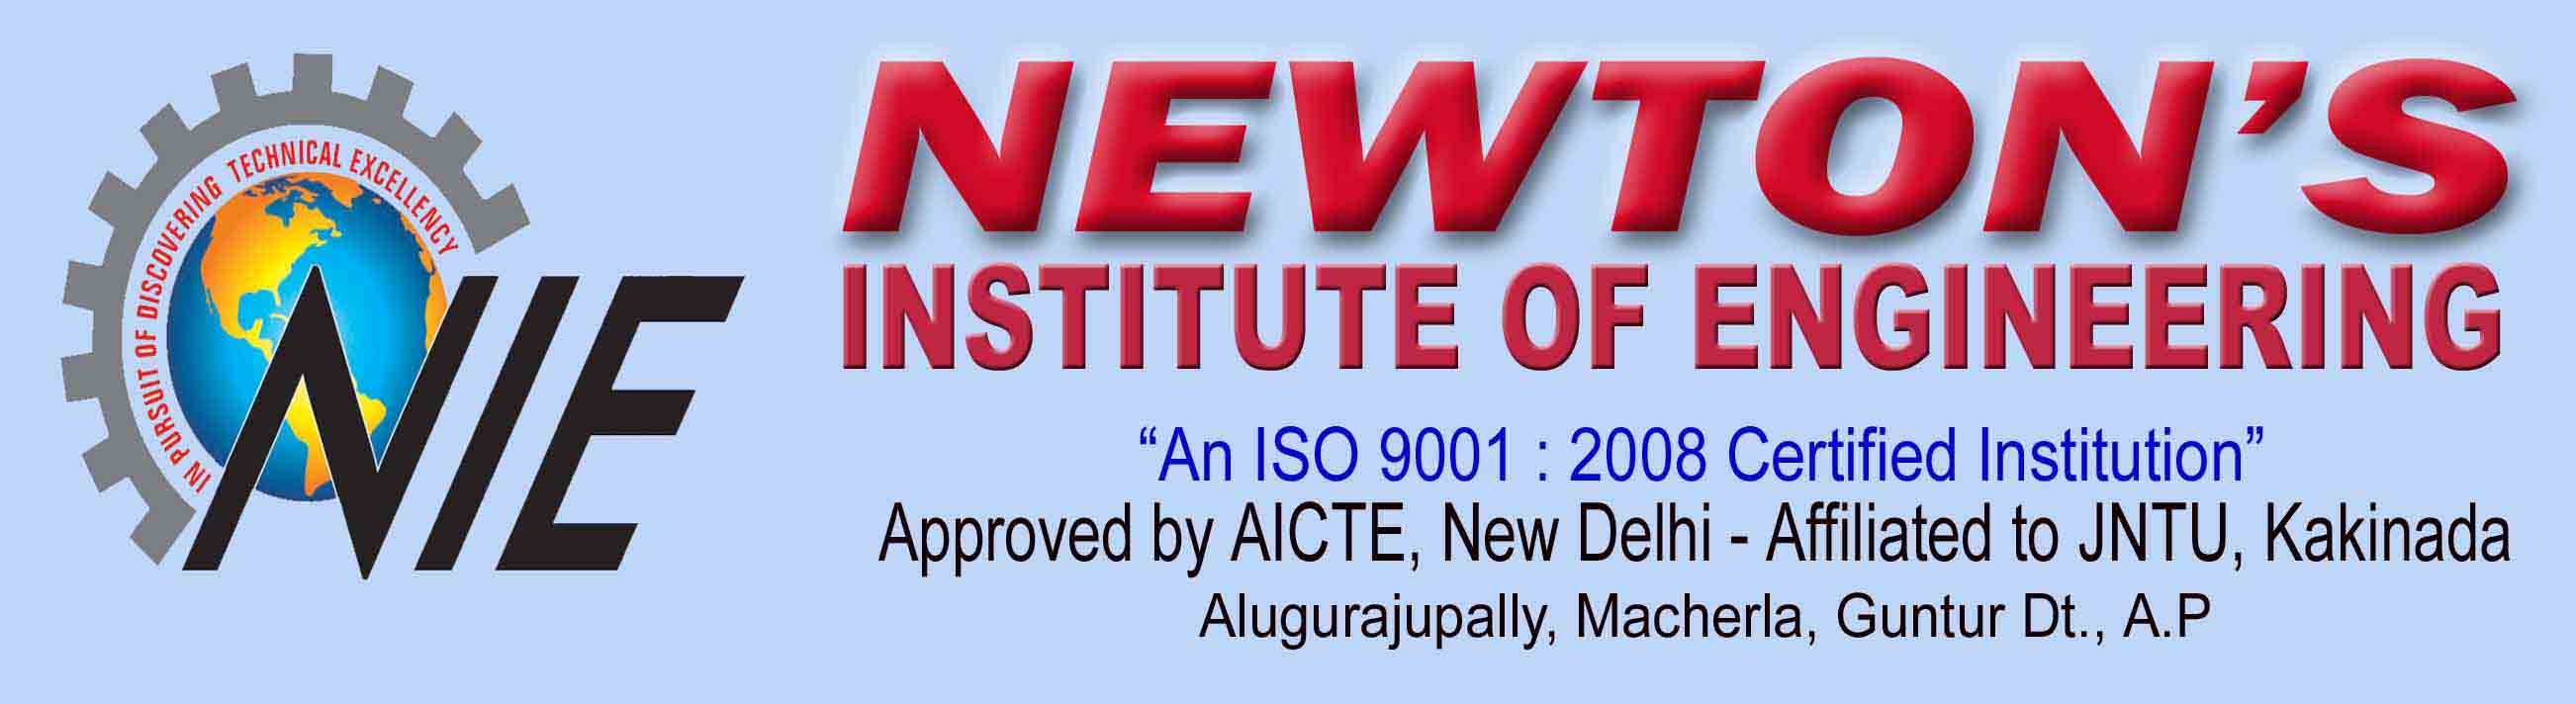 IN PURSUIT OF DISCOVERING TECHNICAL EXCELLENCY
NIE
NEWTON'S
INSTITUTE OF ENGINEERING
“An ISO 9001 : 2008 Certified Institution”
Approved by AICTE, New Delhi - Affiliated to JNTU, Kakinada
Alugurajupally, Macherla, Guntur Dt., A.P